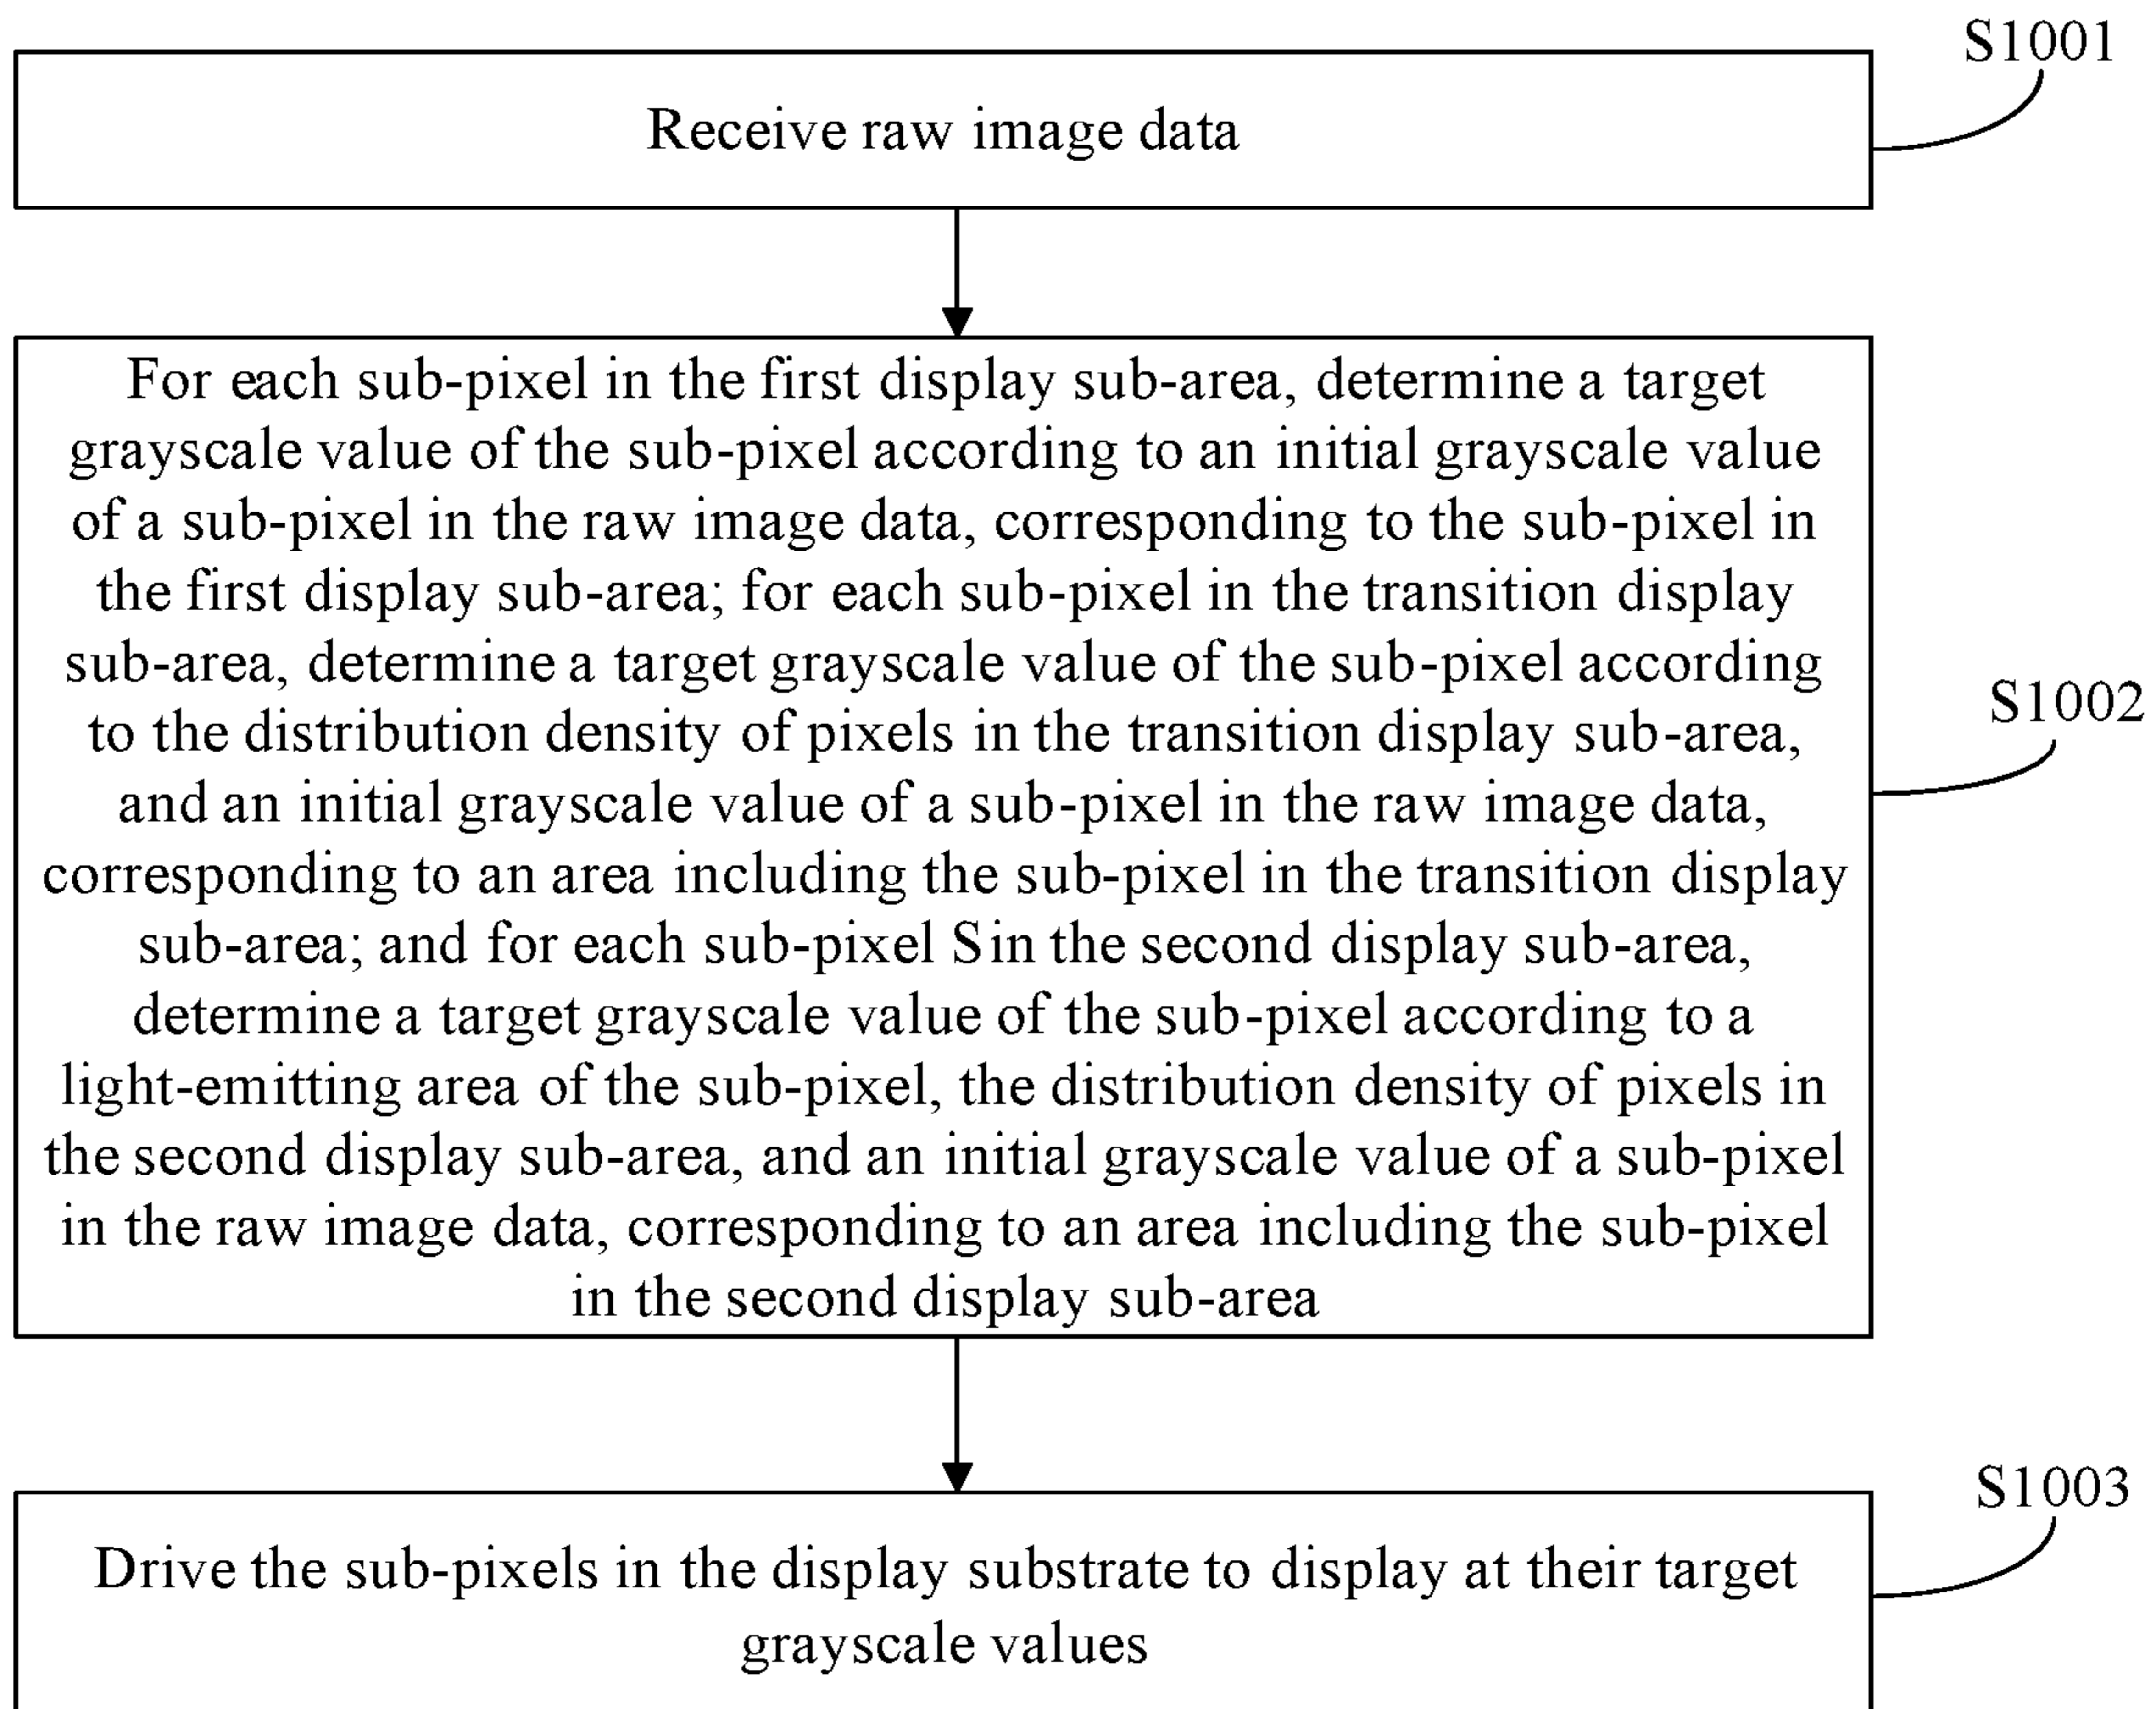 S1001
Receive raw image data
For each sub-pixel in the first display sub-area, determine a target
grayscale value of the sub-pixel according to an initial grayscale value
of a sub-pixel in the raw image data, corresponding to the sub-pixel in
the first display sub-area; for each sub-pixel in the transition display
sub-area, determine a target grayscale value of the sub-pixel according
to the distribution density of pixels in the transition display sub-area,
and an initial grayscale value of a sub-pixel in the raw image data,
corresponding to an area including the sub-pixel in the transition display
sub-area; and for each sub-pixel S in the second display sub-area,
determine a target grayscale value of the sub-pixel according to a
light-emitting area of the sub-pixel, the distribution density of pixels in
the second display sub-area, and an initial grayscale value of a sub-pixel
in the raw image data, corresponding to an area including the sub-pixel
in the second display sub-area
S1002
S1003
Drive the sub-pixels in the display substrate to display at their target
grayscale values